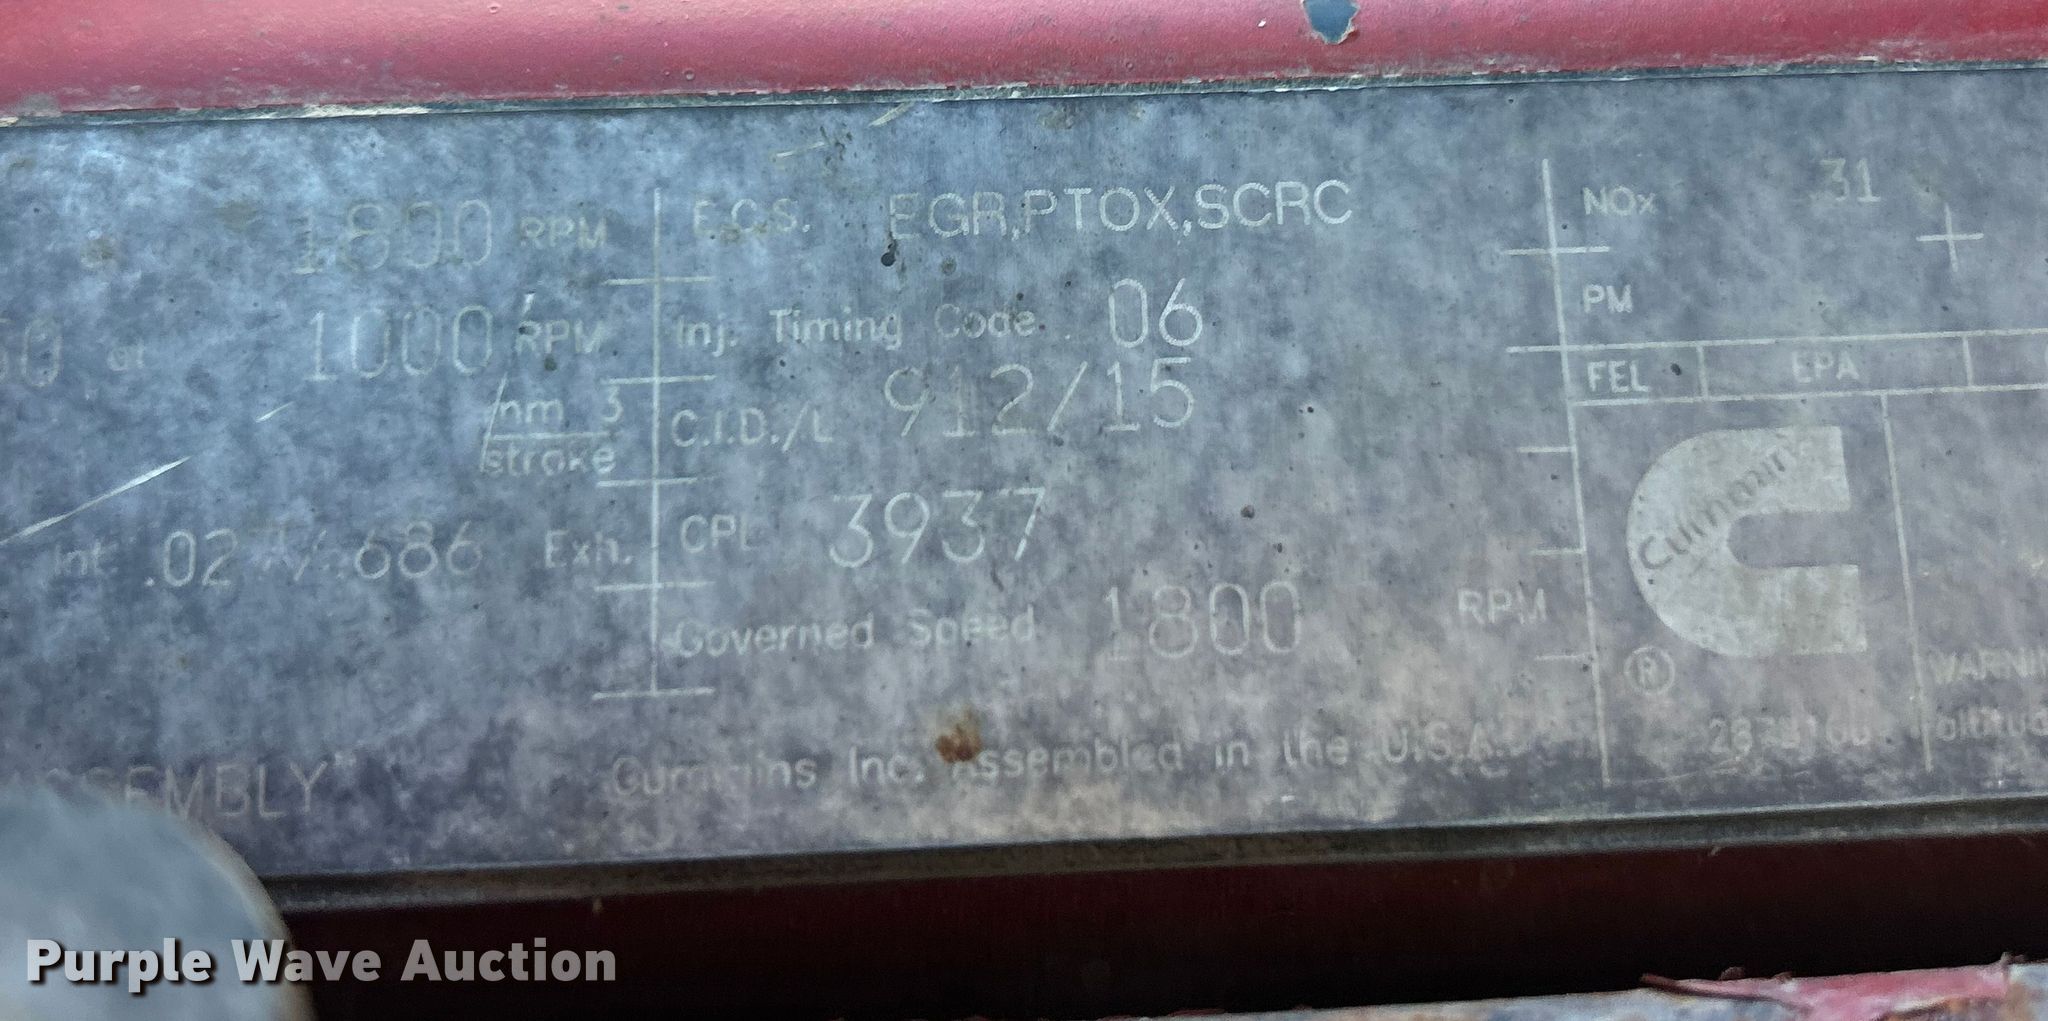 1800 RPM
at 1000 RPM
mm 3
stroke
Int .02 .686 Exh.
ASSEMBLY
E.C.S. EGR,PTOX,SCRC
Inj. Timing Code 06
C.I.D./L 912/15
CPL 3937
Governed Speed 1800 RPM
Cummins Inc. Assembled in the U.S.A.
NOx .31
PM
FEL EPA
Cummins
®
Purple Wave Auction